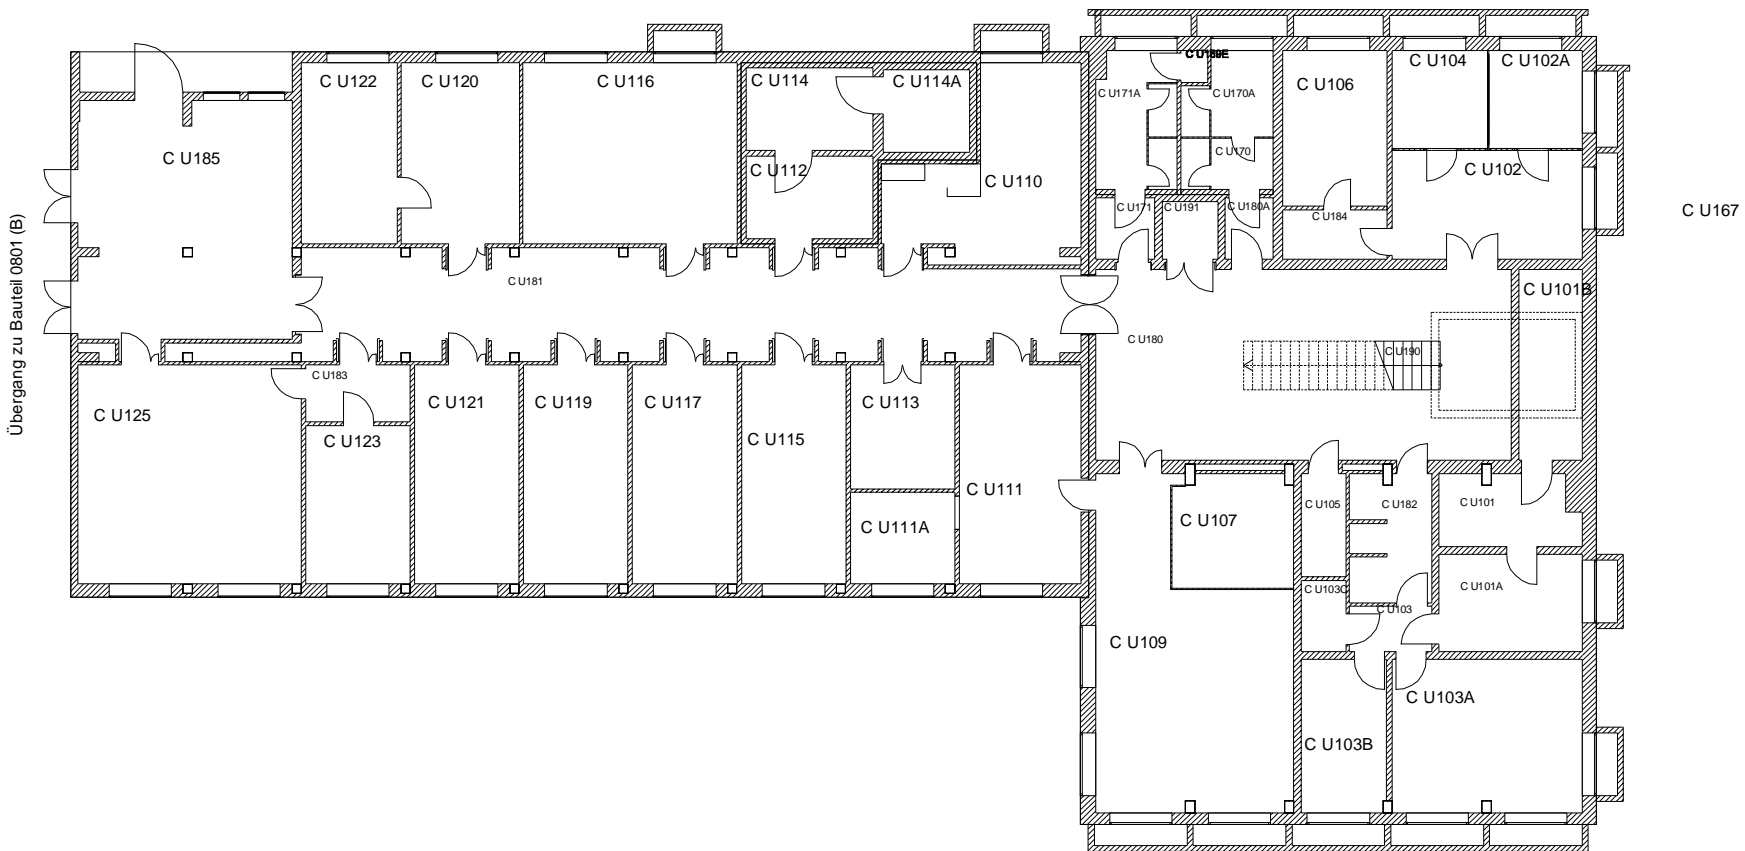 C U169E
C U122
C U120
C U116
C U114
C U114A
C U171A
C U170A
C U106
C U104
C U102A
C U185
C U112
C U110
C U170
C U102
C U171
C U191
C U180A
C U184
C U167
C U181
C U101B
Übergang zu Bauteil 0801 (B)
C U180
C U190
C U183
C U125
C U123
C U121
C U119
C U117
C U115
C U113
C U111
C U111A
C U107
C U105
C U182
C U101
C U103C
C U103
C U101A
C U109
C U103A
C U103B